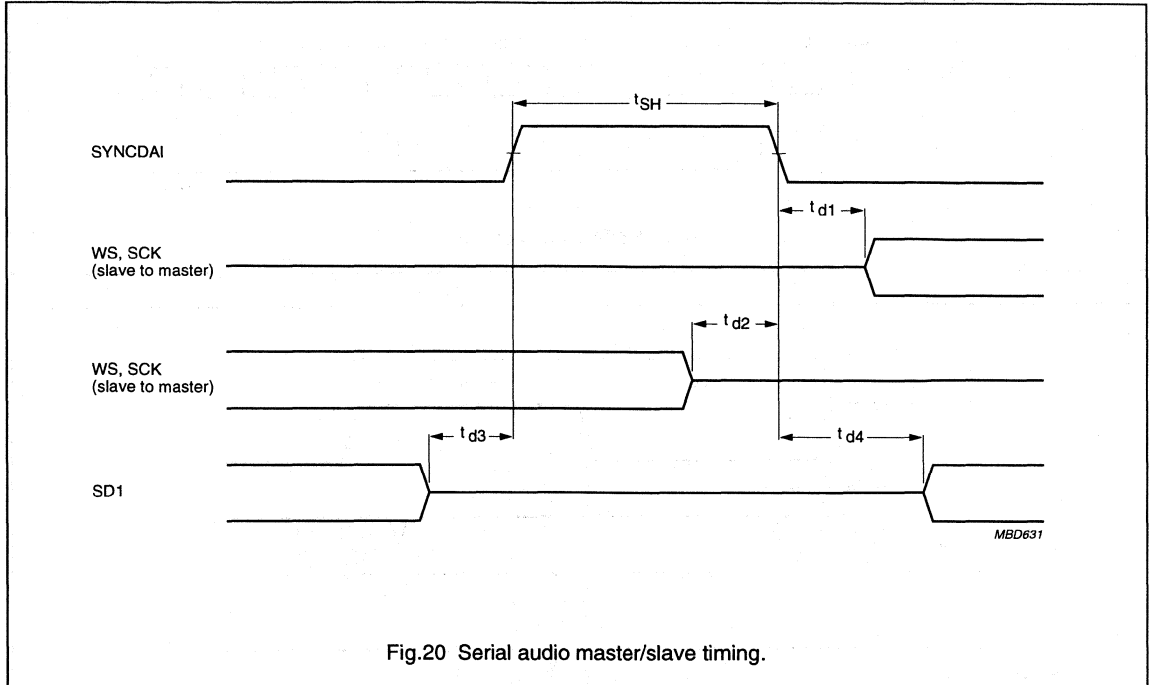 tSH
SYNCDAI
td1
WS, SCK
(slave to master)
td2
WS, SCK
(slave to master)
td3
td4
SD1
MBD631
Fig.20 Serial audio master/slave timing.